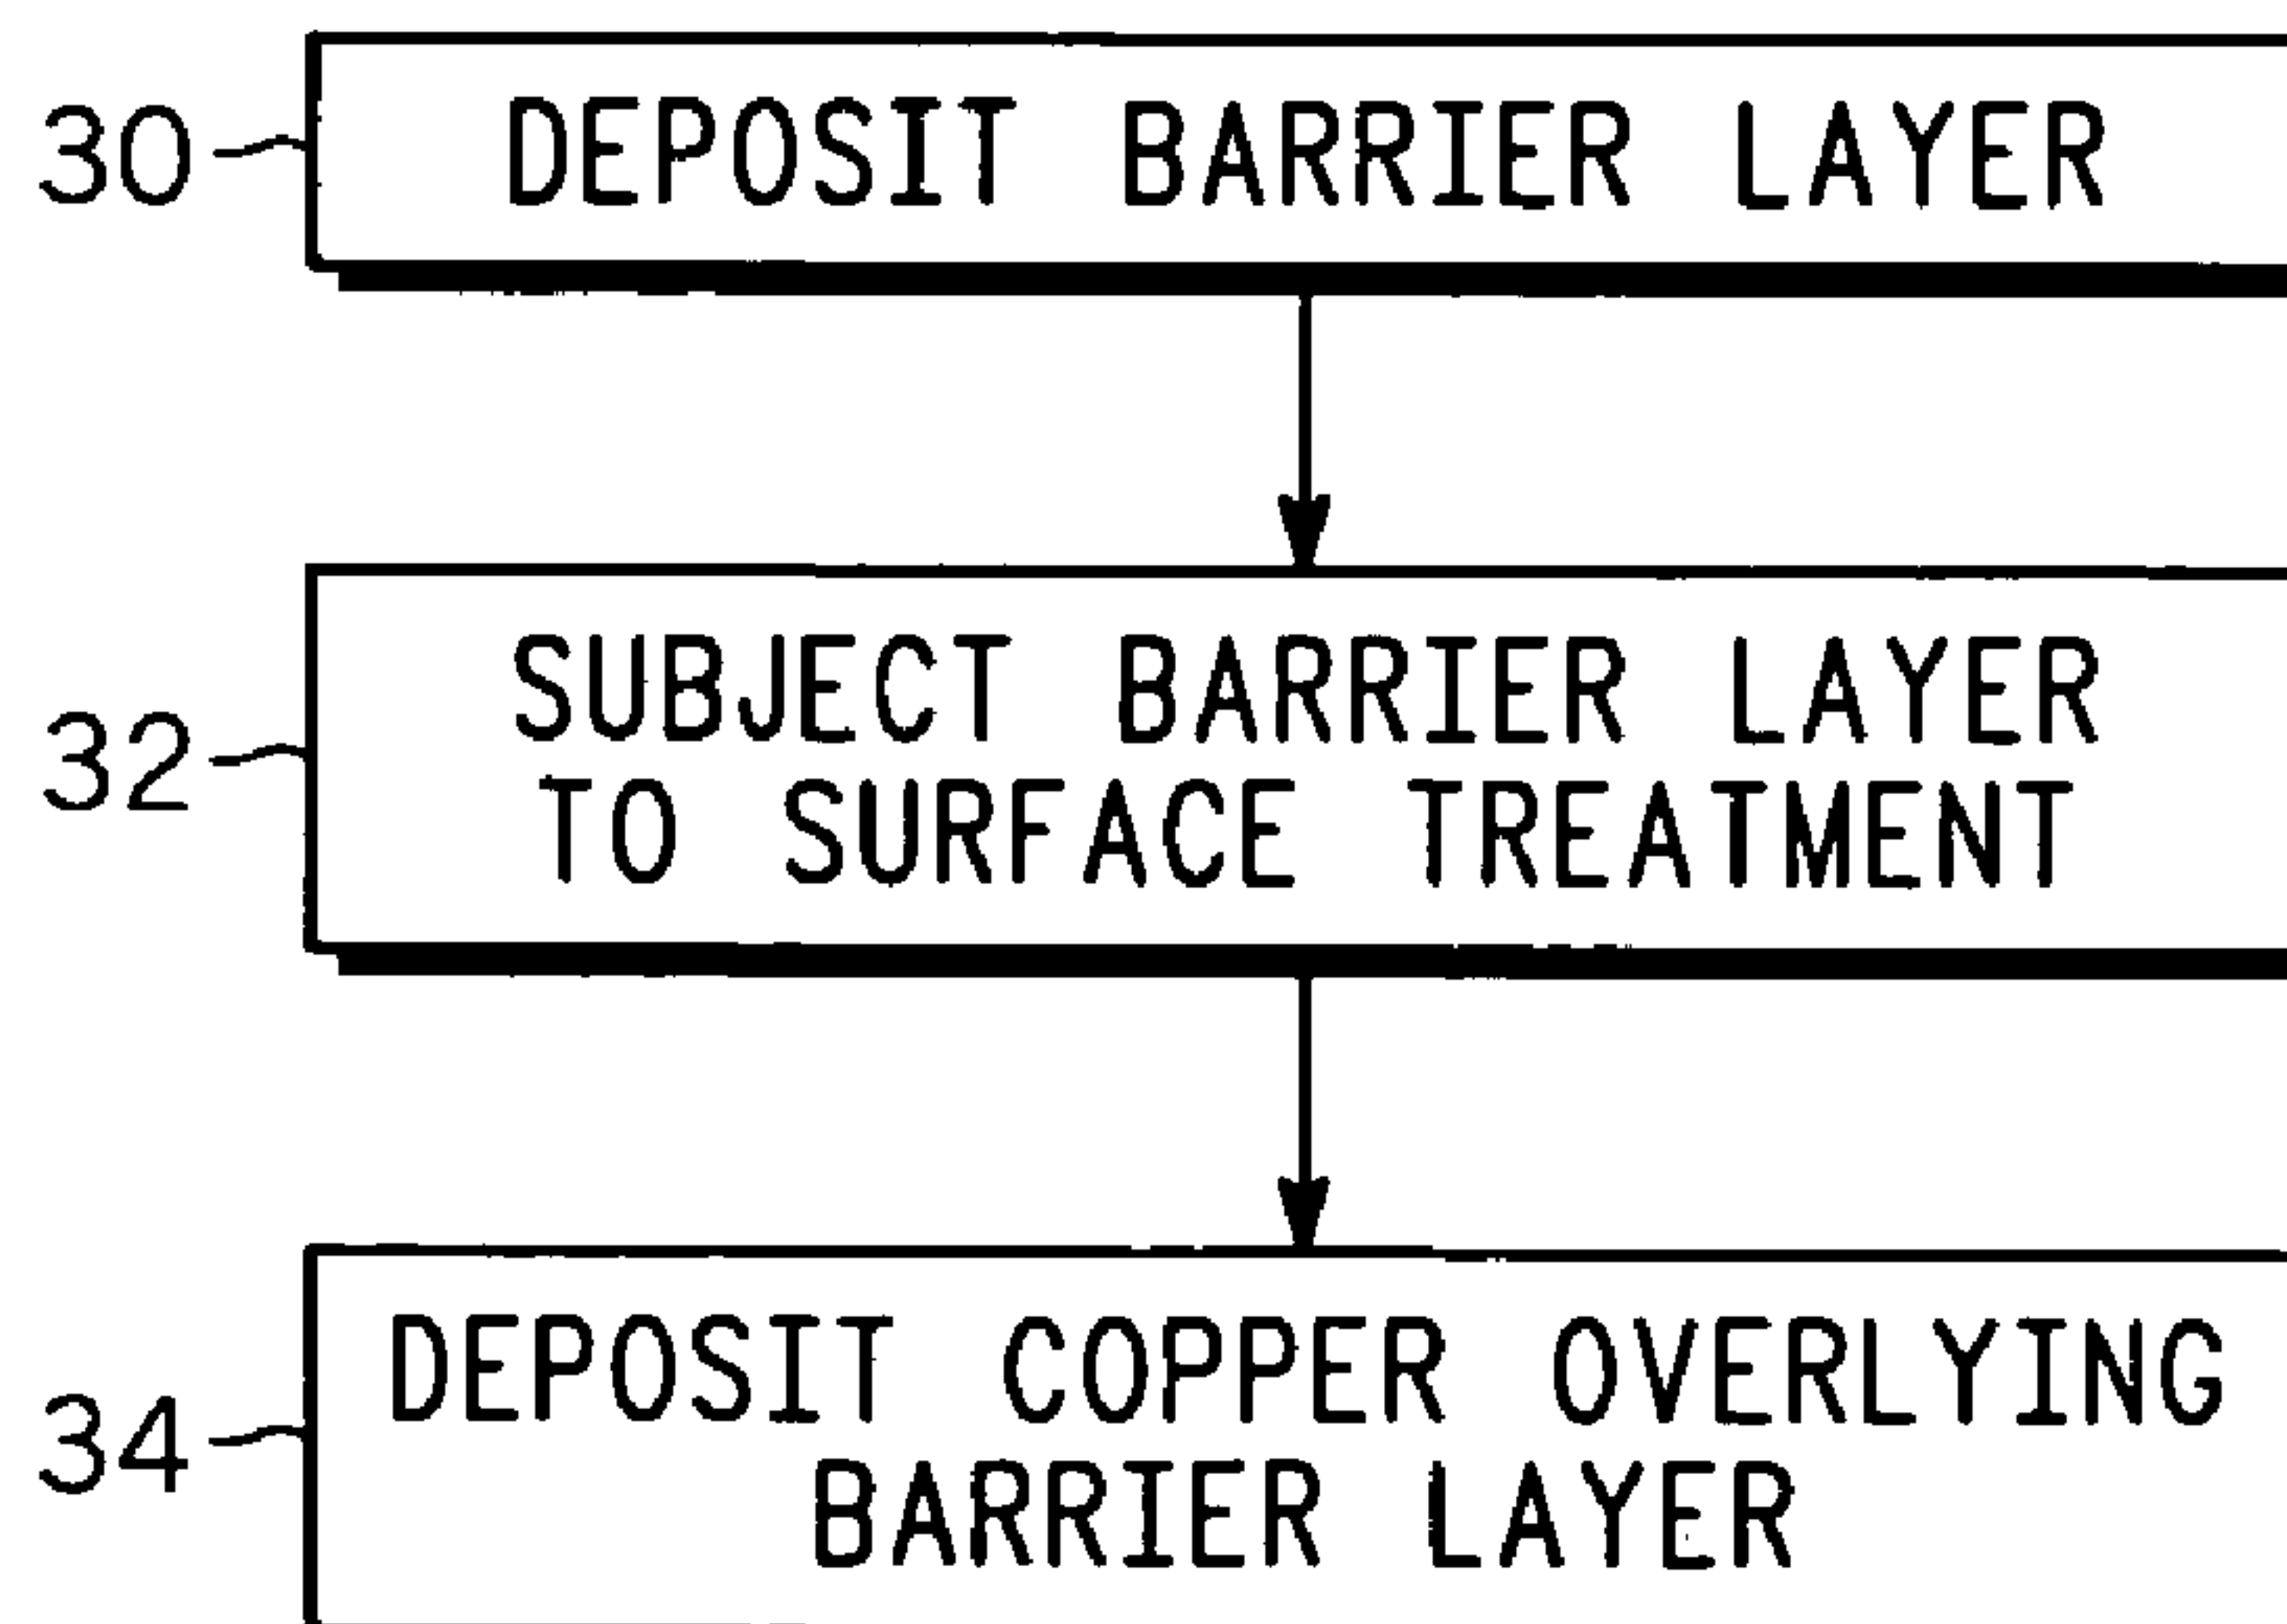 30
DEPOSIT BARRIER LAYER
32
SUBJECT BARRIER LAYER
TO SURFACE TREATMENT
34
DEPOSIT COPPER OVERLYING
BARRIER LAYER